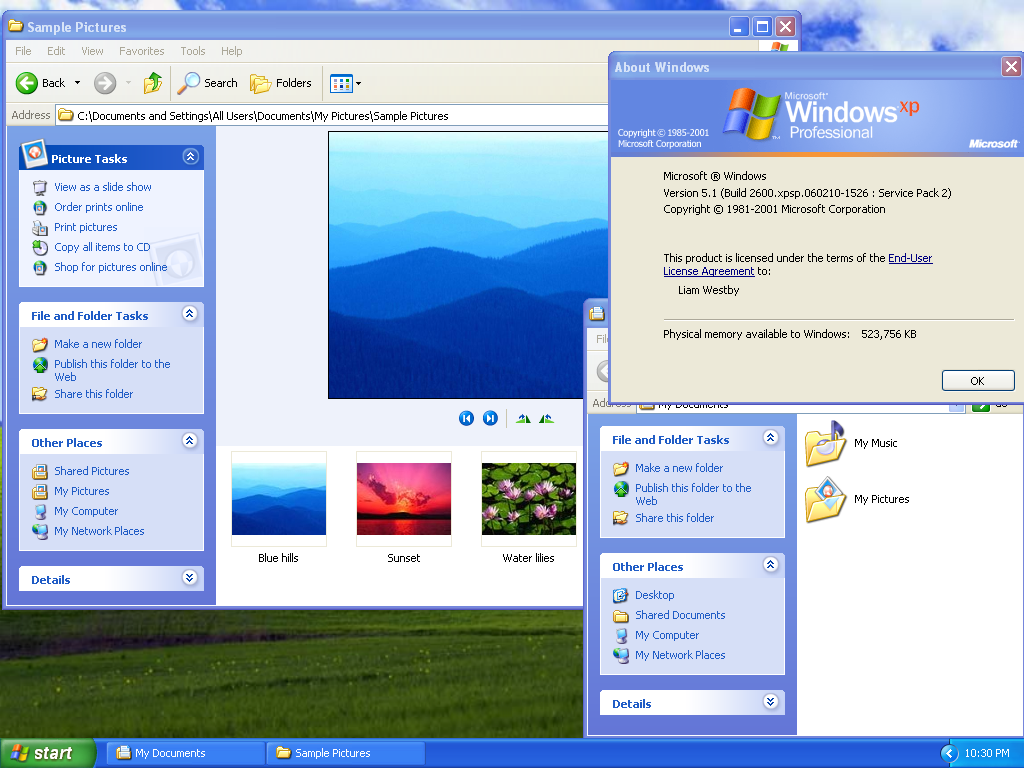 Sample Pictures
File Edit View Favorites Tools Help
Back Search Folders
Address C:\Documents and Settings\All Users\Documents\My Pictures\Sample Pictures
Picture Tasks
View as a slide show
Order prints online
Print pictures
Copy all items to CD
Shop for pictures online
File and Folder Tasks
Make a new folder
Publish this folder to the
Web
Share this folder
Other Places
Shared Pictures
My Pictures
My Computer
My Network Places
Details
Blue hills
Sunset
Water lilies
About Windows
Copyright © 1985-2001
Microsoft Corporation
Microsoft®
Windows xp
Professional
Microsoft
Microsoft ® Windows
Version 5.1 (Build 2600.xpsp.060210-1526 : Service Pack 2)
Copyright © 1981-2001 Microsoft Corporation
This product is licensed under the terms of the End-User
License Agreement to:
Liam Westby
Physical memory available to Windows: 523,756 KB
OK
Address My Documents
File and Folder Tasks
Make a new folder
Publish this folder to the
Web
Share this folder
Other Places
Desktop
Shared Documents
My Computer
My Network Places
Details
My Music
My Pictures
start
My Documents
Sample Pictures
10:30 PM